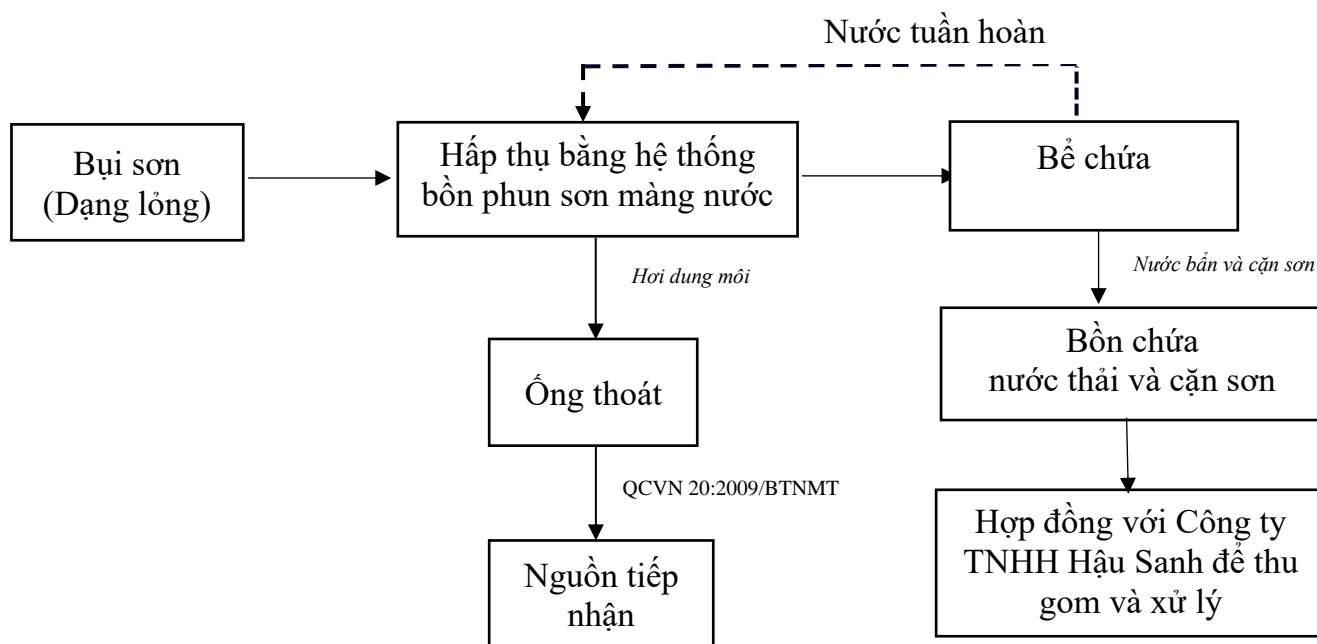 Nước tuần hoàn
Bụi sơn
(Dạng lỏng)
Hấp thụ bằng hệ thống
bồn phun sơn màng nước
Bể chứa
Hơi dung môi
Nước bẩn và cặn sơn
Ống thoát
Bồn chứa
nước thải và cặn sơn
QCVN 20:2009/BTNMT
Nguồn tiếp
nhận
Hợp đồng với Công ty
TNHH Hậu Sanh để thu
gom và xử lý